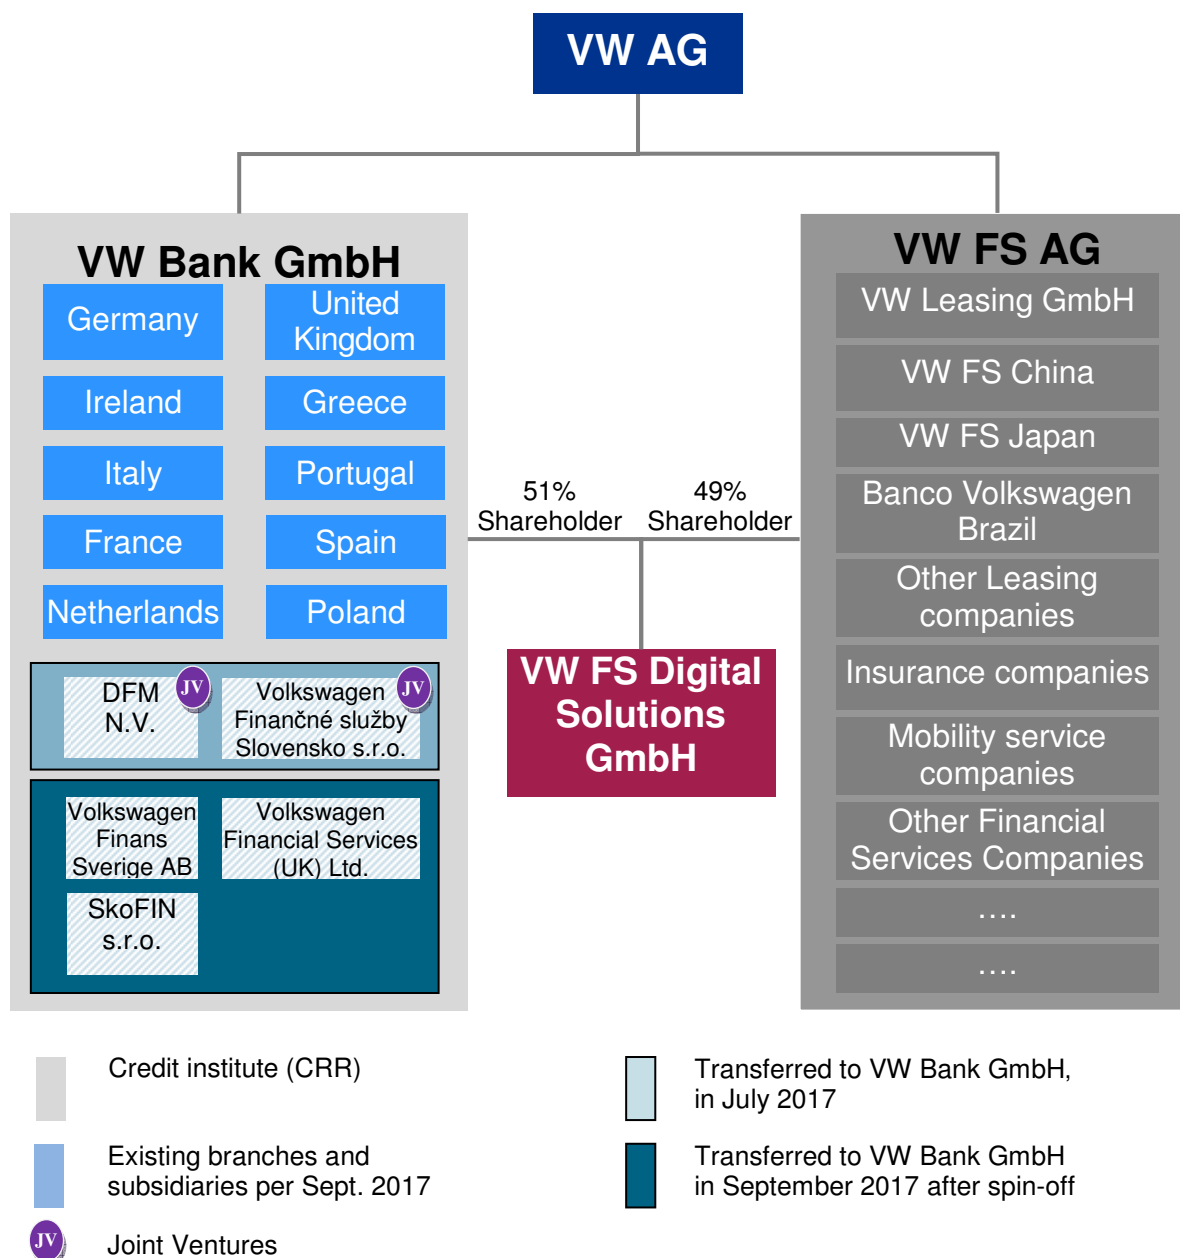 VW AG
VW Bank GmbH
Germany
United
Kingdom
Ireland
Greece
Italy
Portugal
France
Spain
Netherlands
Poland
DFM
N.V.
JV
Volkswagen
Finančné služby
Slovensko s.r.o.
JV
Volkswagen
Finans
Sverige AB
Volkswagen
Financial Services
(UK) Ltd.
SkoFIN
s.r.o.
51%
Shareholder
49%
Shareholder
VW FS Digital
Solutions
GmbH
VW FS AG
VW Leasing GmbH
VW FS China
VW FS Japan
Banco Volkswagen
Brazil
Other Leasing
companies
Insurance companies
Mobility service
companies
Other Financial
Services Companies
....
....
Credit institute (CRR)
Existing branches and
subsidiaries per Sept. 2017
JV
Joint Ventures
Transferred to VW Bank GmbH,
in July 2017
Transferred to VW Bank GmbH
in September 2017 after spin-off